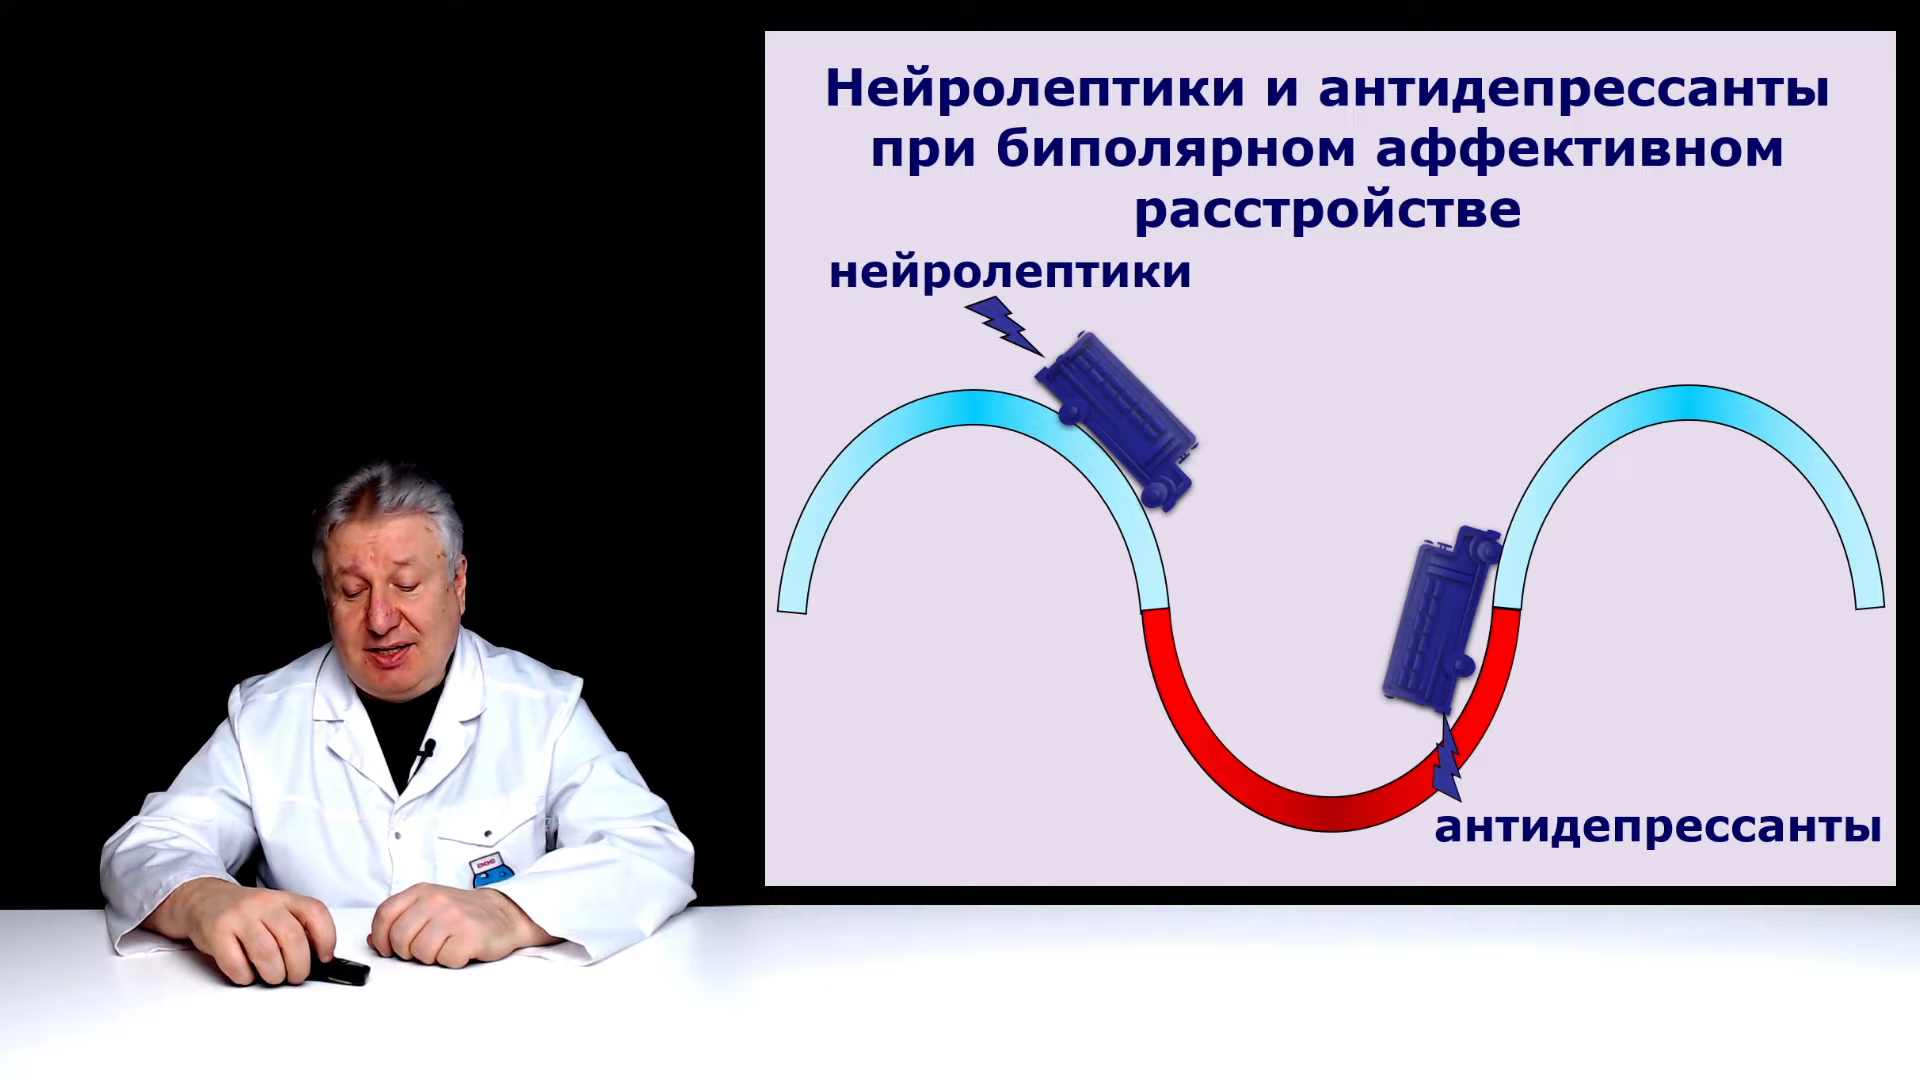 Нейролептики и антидепрессанты
при биполярном аффективном
расстройстве
нейролептики
антидепрессанты